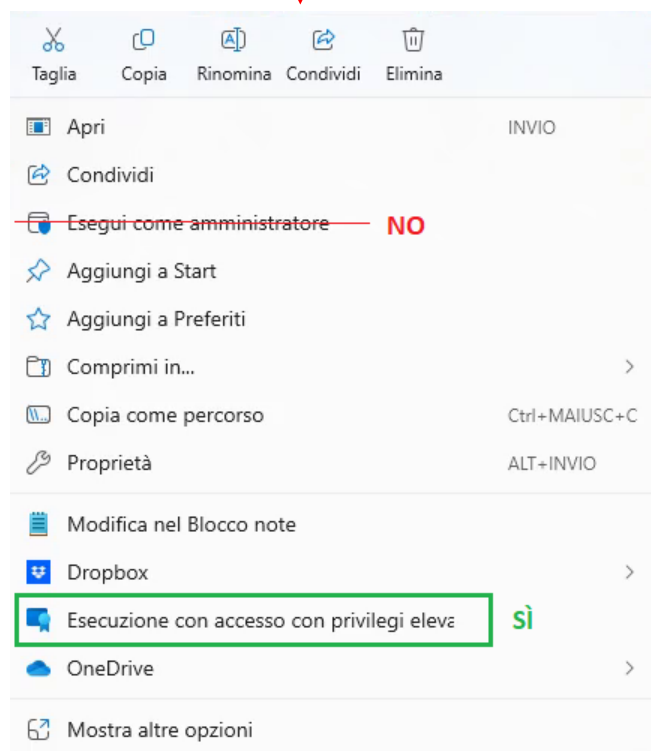 Taglia Copia Rinomina Condividi Elimina
Apri INVIO
Condividi
Esegui come amministratore NO
Aggiungi a Start
Aggiungi a Preferiti
Comprimi in...
Copia come percorso Ctrl+MAIUSC+C
Proprietà ALT+INVIO
Modifica nel Blocco note
Dropbox
Esecuzione con accesso con privilegi eleva SÌ
OneDrive
Mostra altre opzioni